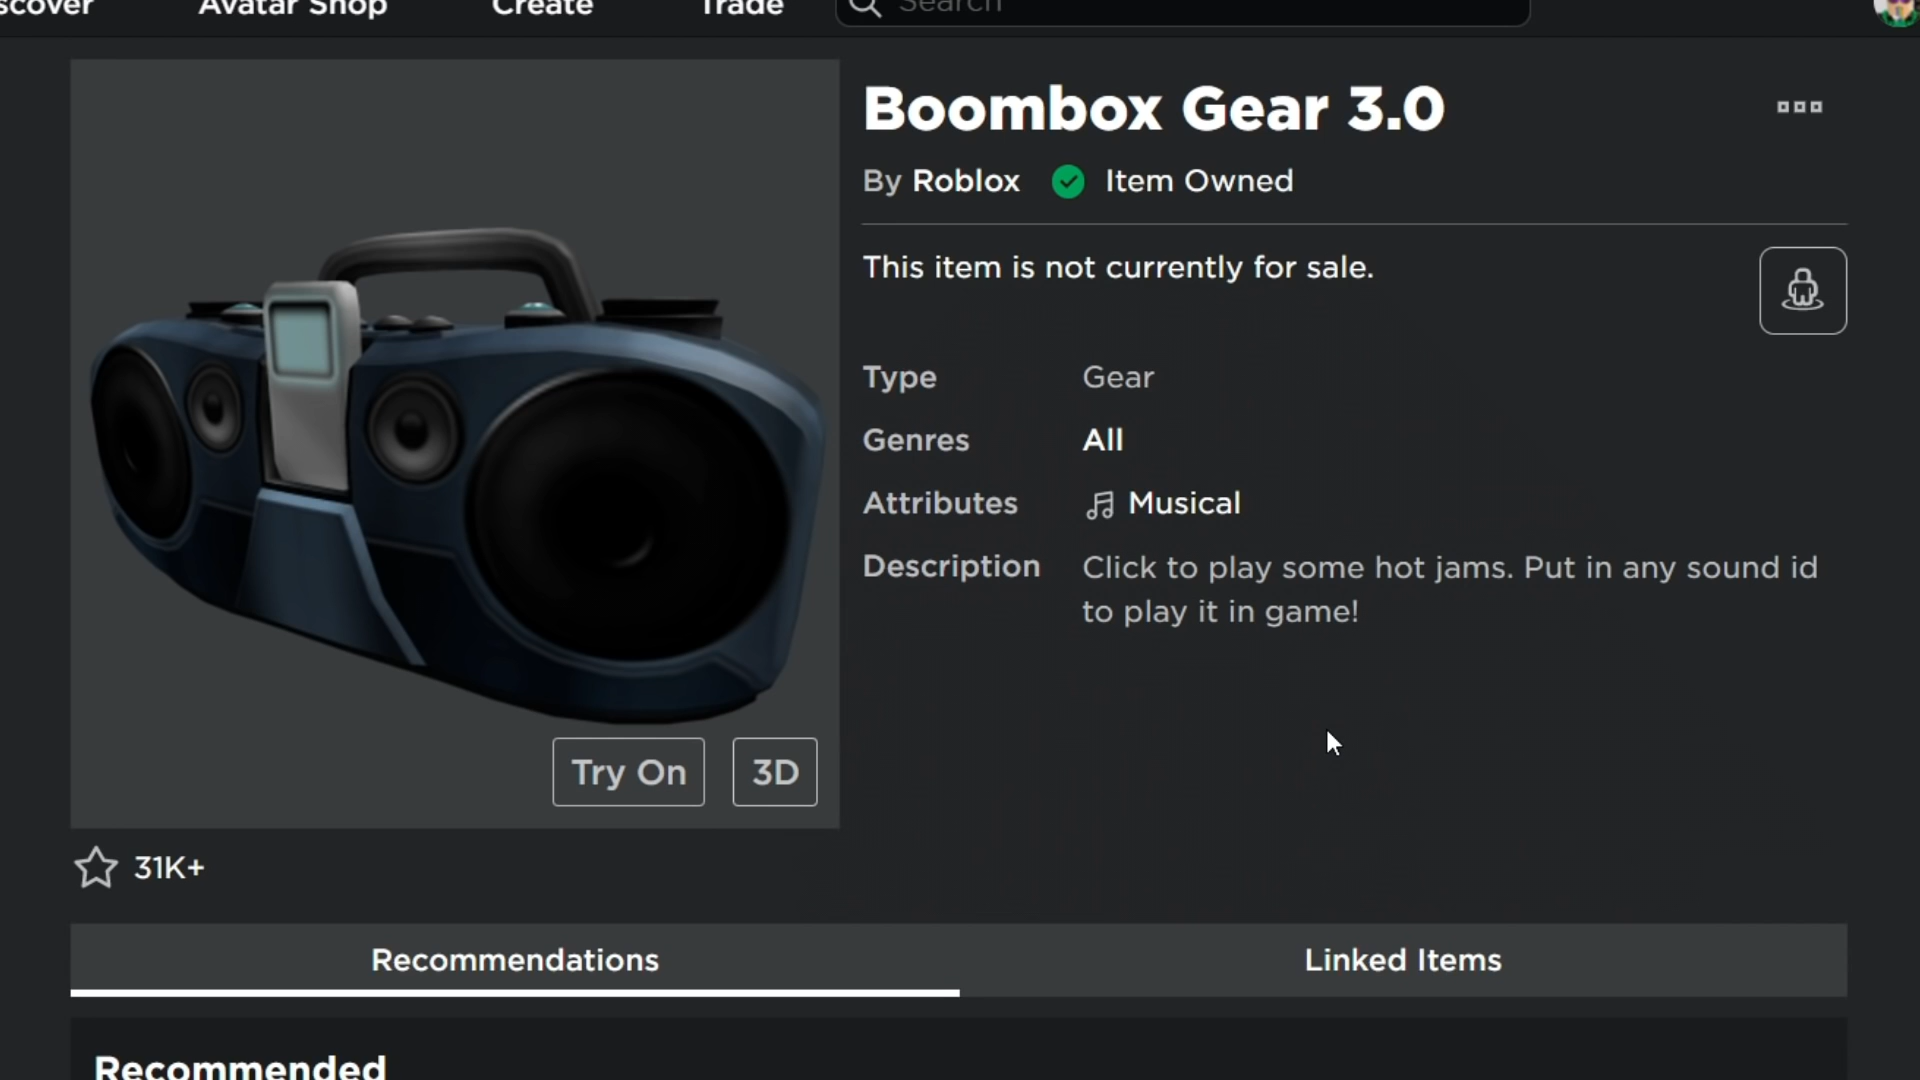 scover Avatar Shop Create Trade Search
Boombox Gear 3.0
By Roblox Item Owned
This item is not currently for sale.
Type Gear
Genres All
Attributes Musical
Description Click to play some hot jams. Put in any sound id
to play it in game!
Try On 3D
31K+
Recommendations Linked Items
Recommended